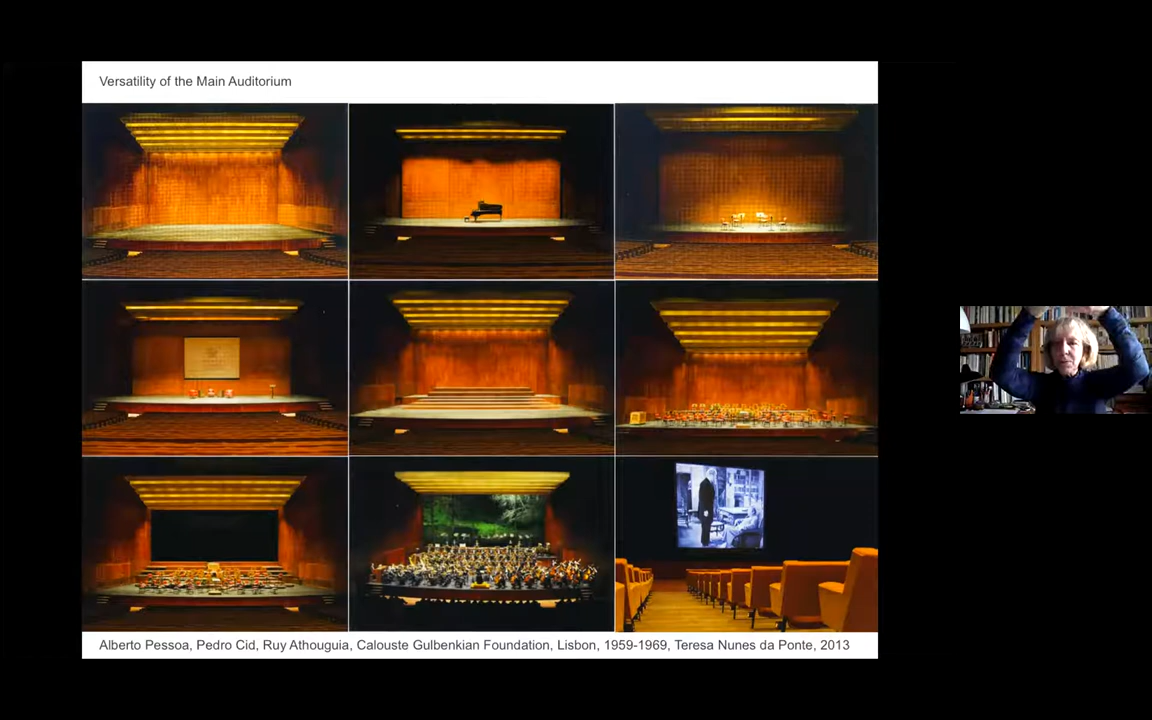 Versatility of the Main Auditorium
Alberto Pessoa, Pedro Cid, Ruy Athouguia, Calouste Gulbenkian Foundation, Lisbon, 1959-1969, Teresa Nunes da Ponte, 2013